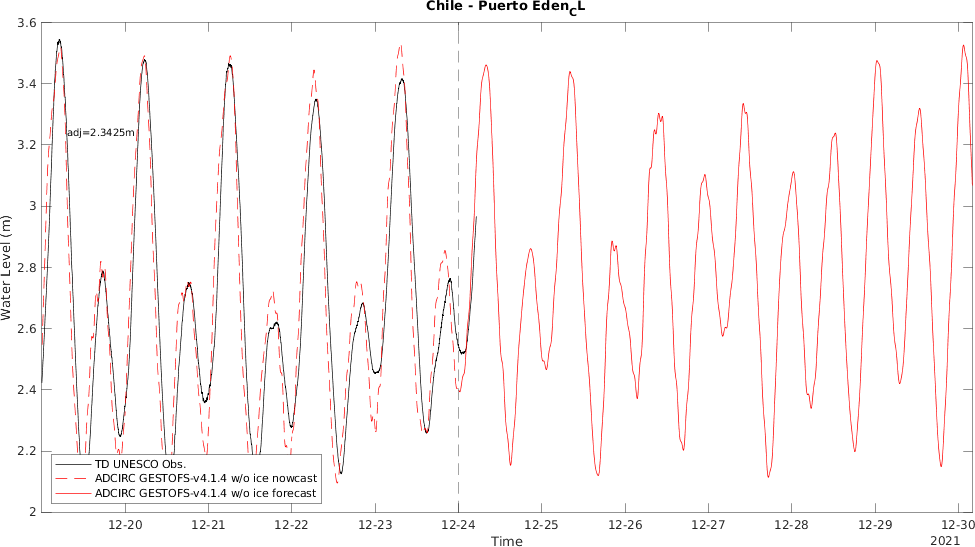 Chile - Puerto Eden_CL
3.6
3.4
adj=2.3425m
3.2
3
Water Level (m)
2.8
2.6
2.4
2.2
2
TD UNESCO Obs.
ADCIRC GESTOFS-v4.1.4 w/o ice nowcast
ADCIRC GESTOFS-v4.1.4 w/o ice forecast
12-20 12-21 12-22 12-23 12-24 12-25 12-26 12-27 12-28 12-29 12-30
Time
2021